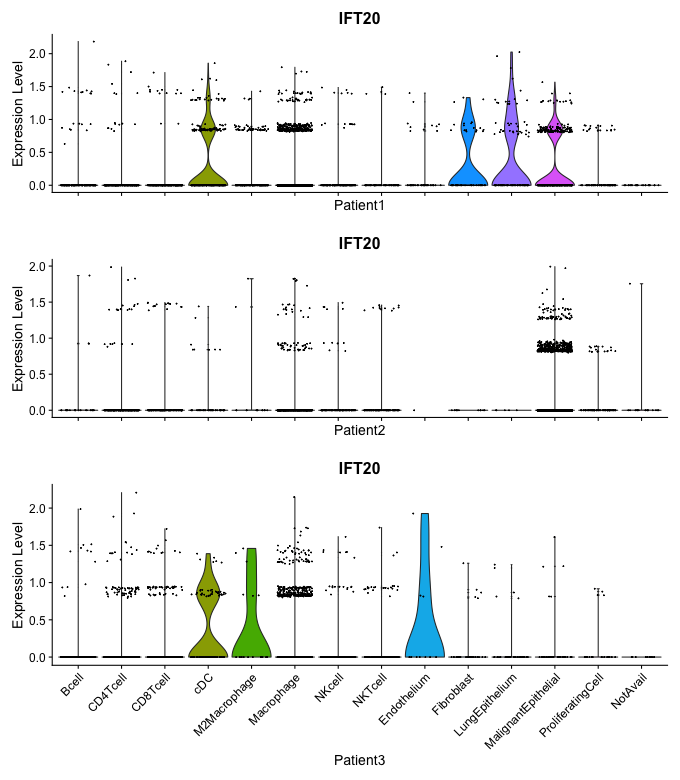 IFT20
Expression Level
2.0
1.5
1.0
0.5
0.0
Patient1
IFT20
Expression Level
2.0
1.5
1.0
0.5
0.0
Patient2
IFT20
Expression Level
2.0
1.5
1.0
0.5
0.0
Bcell
CD4Tcell
CD8Tcell
cDC
M2Macrophage
Macrophage
NKcell
NKTcell
Endothelium
Fibroblast
LungEpithelium
MalignantEpithelial
ProliferatingCell
NotAvail
Patient3